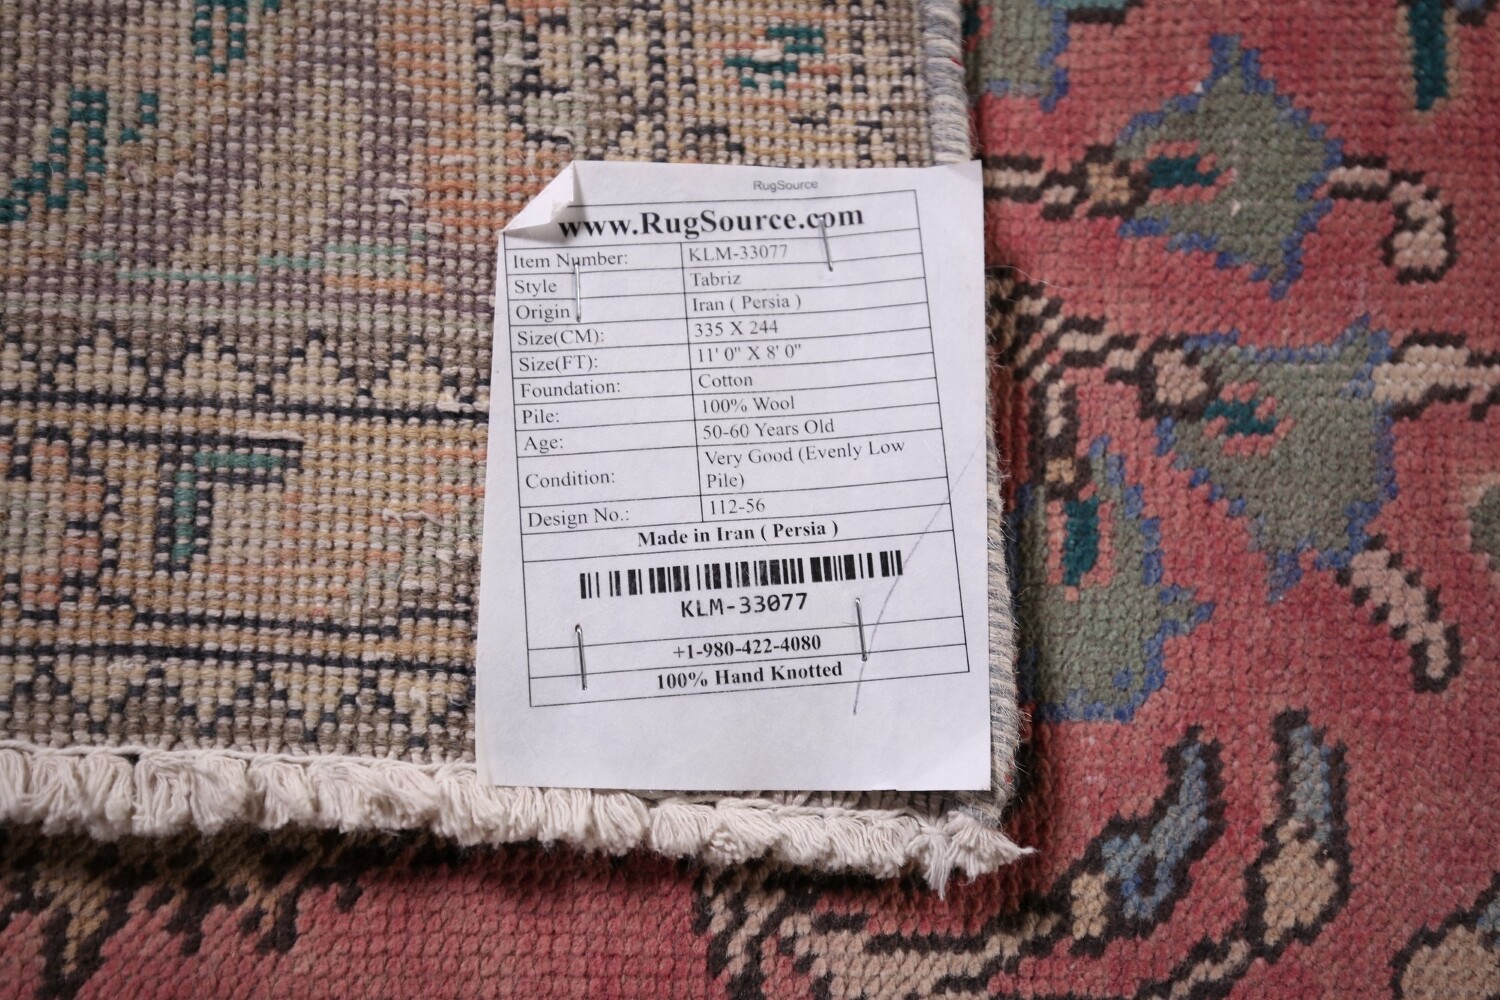 RugSource
www.RugSource.com
Item Number: KLM-33077
Style Tabriz
Origin Iran ( Persia )
Size(CM): 335 X 244
Size(FT): 11' 0" X 8' 0"
Foundation: Cotton
Pile: 100% Wool
Age: 50-60 Years Old
Condition: Very Good (Evenly Low
Pile)
Design No.: 112-56
Made in Iran ( Persia )
KLM-33077
+1-980-422-4080
100% Hand Knotted